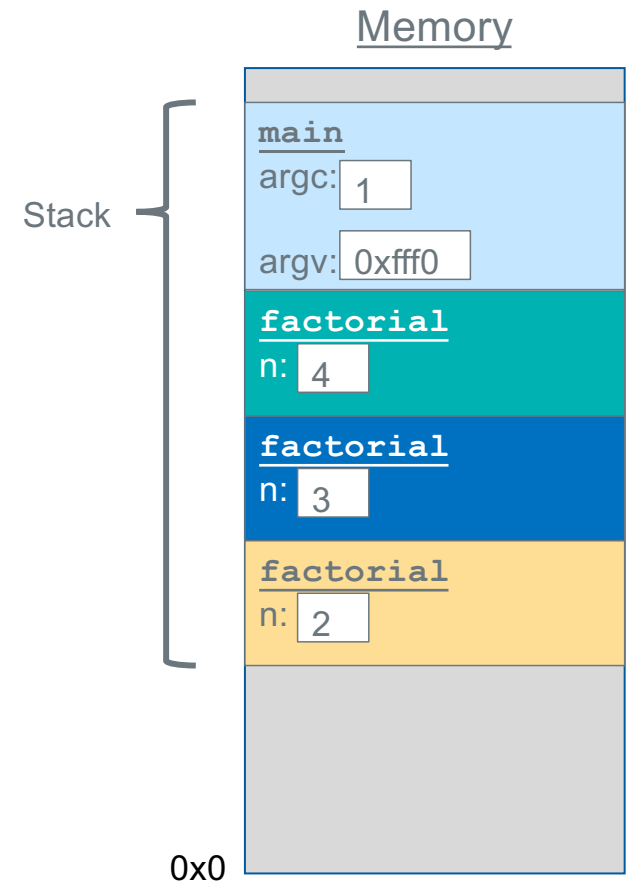 Memory
Stack
main
argc: 1
argv: 0xfff0
factorial
n: 4
factorial
n: 3
factorial
n: 2
0x0